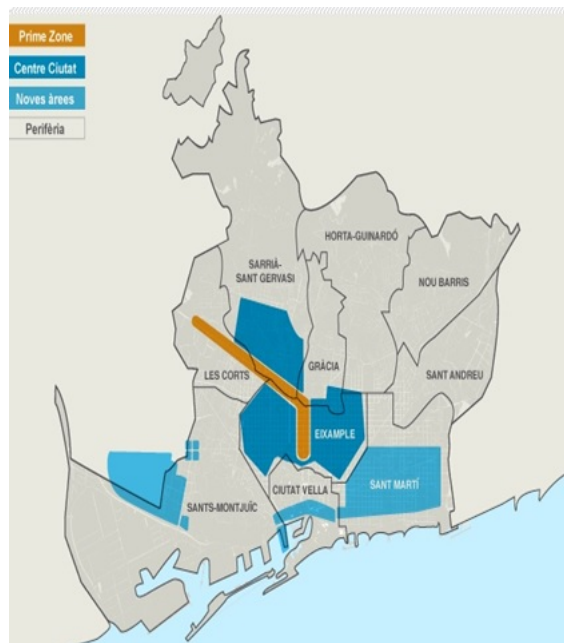 Prime Zone
Centre Ciutat
Noves àrees
Perifèria
HORTA-GUINARDÓ
SARRIÀ-
SANT GERVASI
NOU BARRIS
GRÀCIA
LES CORTS
SANT ANDREU
EIXAMPLE
SANT MARTÍ
CIUTAT VELLA
SANTS-MONTJUÏC